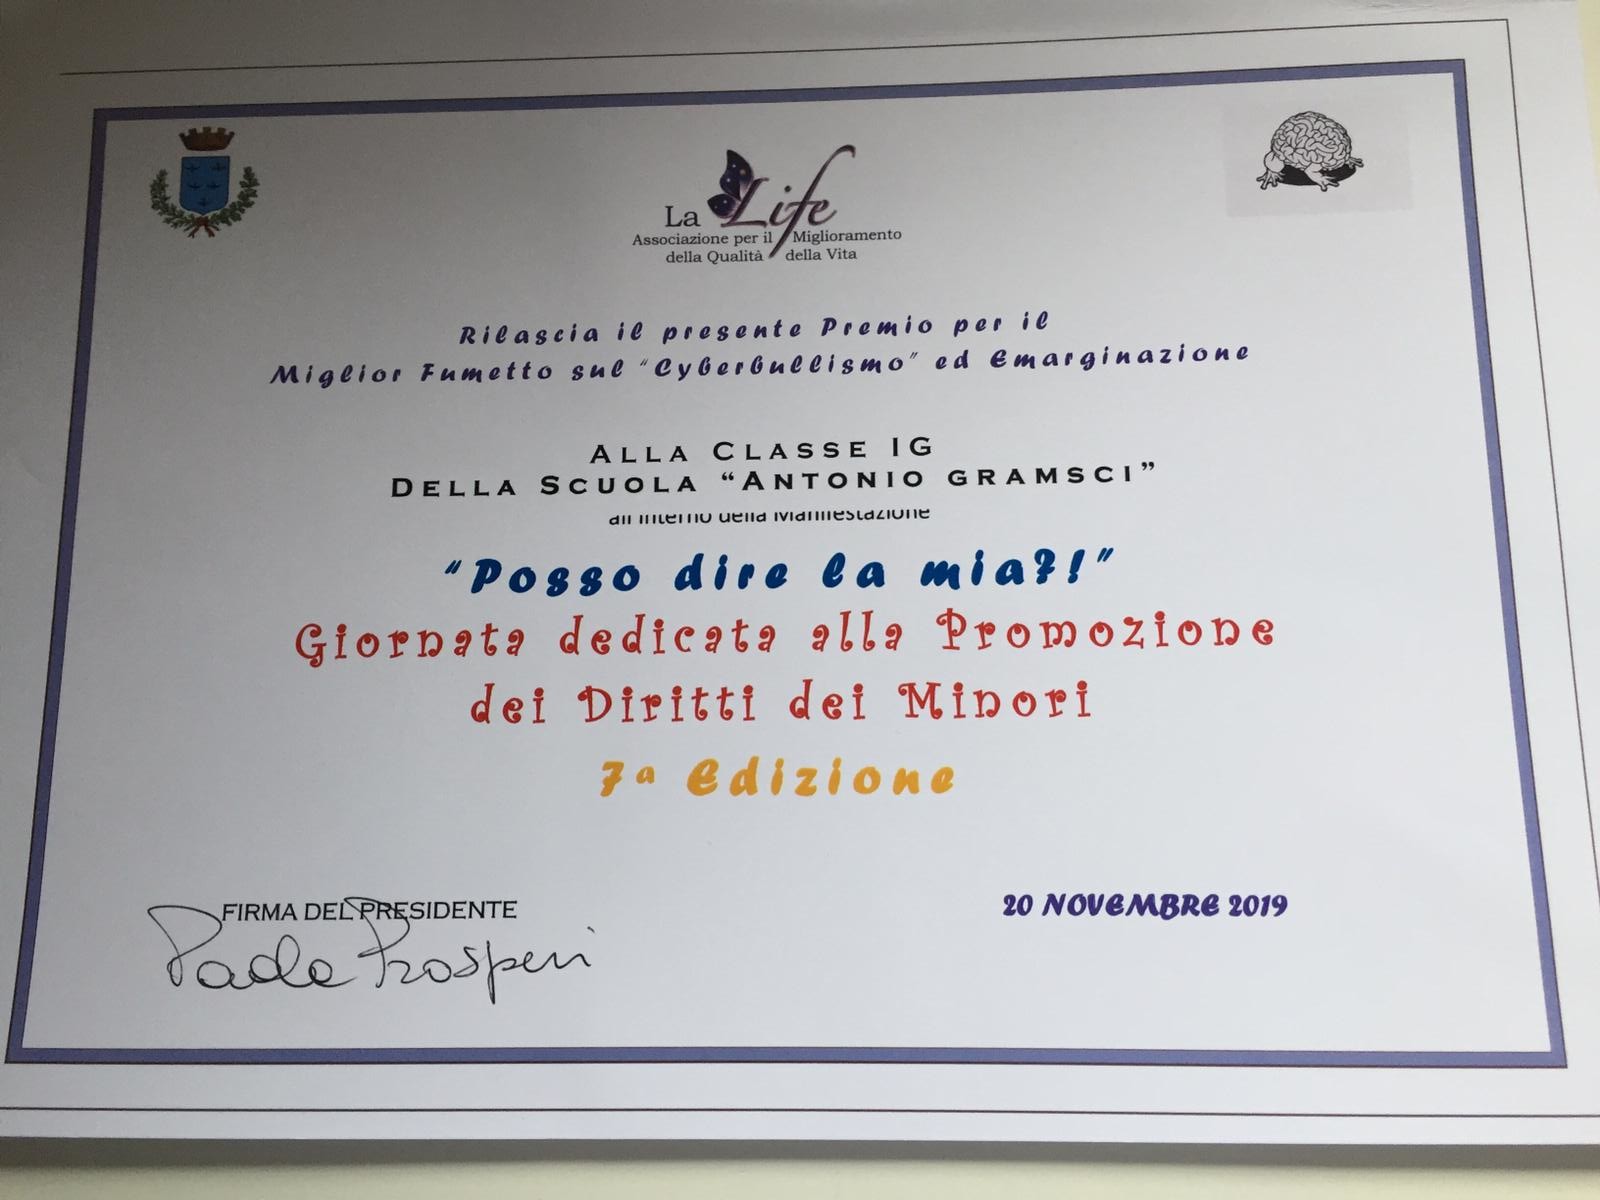 La Life
Associazione per il Miglioramento
della Qualità della Vita
Rilascia il presente Premio per il
Miglior Fumetto sul "Cyberbullismo" ed Emarginazione
ALLA CLASSE IG
DELLA SCUOLA “ANTONIO GRAMSCI”
all'interno della Manifestazione
"Posso dire la mia?!"
Giornata dedicata alla Promozione
dei Diritti dei Minori
7ª Edizione
FIRMA DEL PRESIDENTE
20 NOVEMBRE 2019
Paola Prosperi